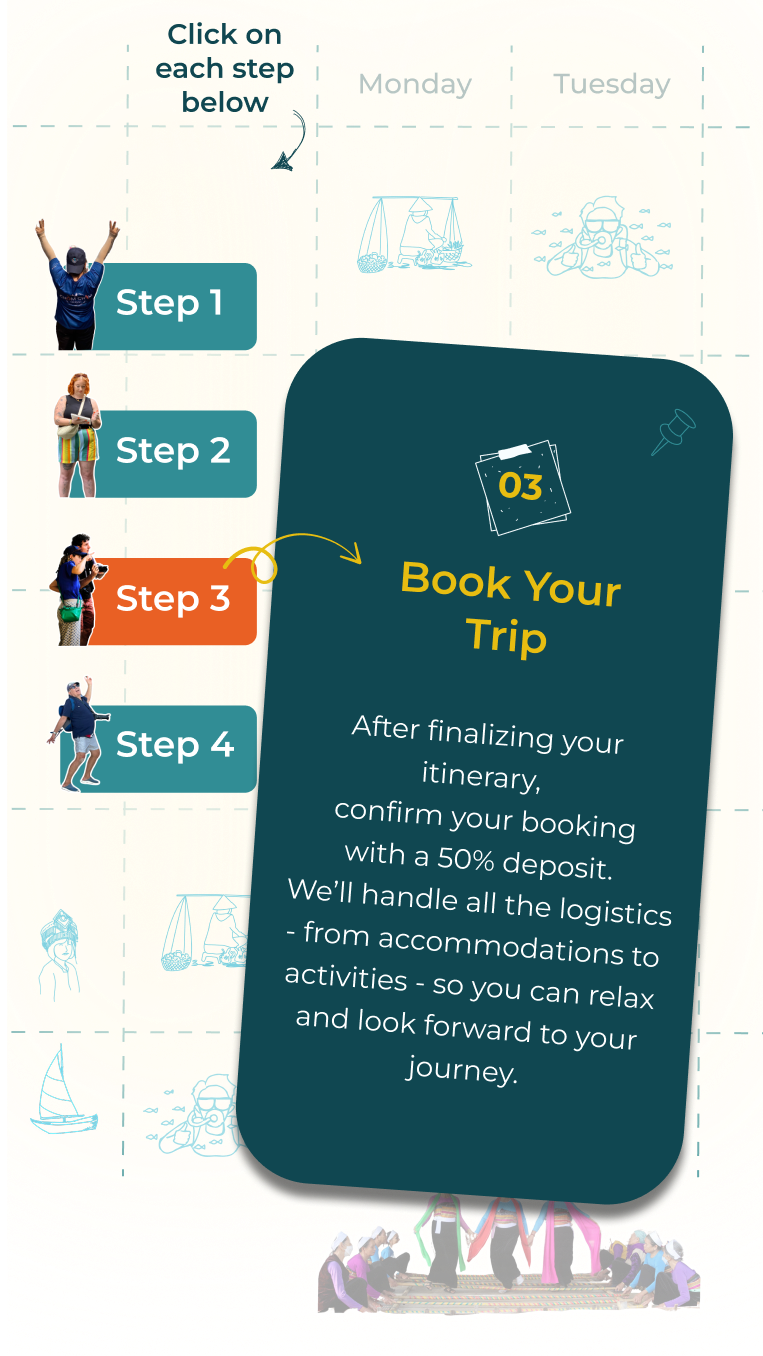 Click on
each step
below
Monday
Tuesday
Step 1
Step 2
Step 3
Step 4
03
Book Your
Trip
After finalizing your
itinerary,
confirm your booking
with a 50% deposit.
We’ll handle all the logistics
- from accommodations to
activities - so you can relax
and look forward to your
journey.